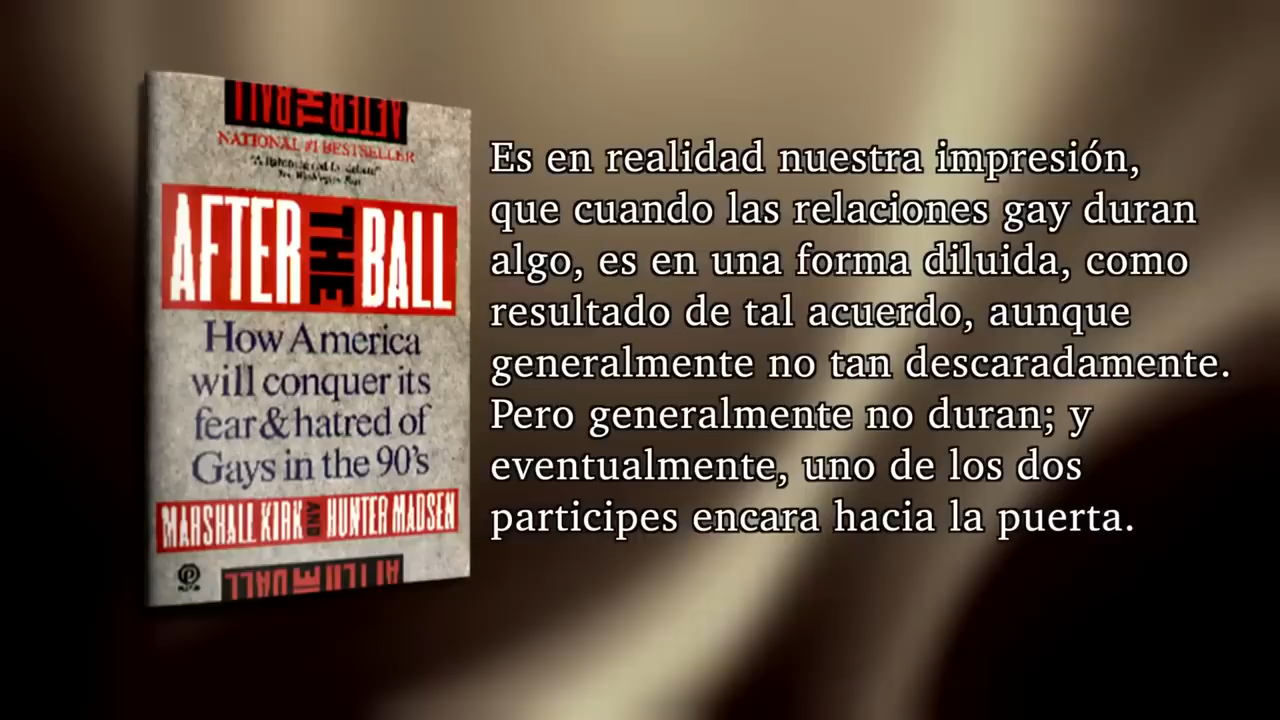 AFTER THE BALL
NATIONAL #1 BESTSELLER
AFTER THE BALL
How America
will conquer its
fear & hatred of
Gays in the 90's
MARSHALL KIRK AND HUNTER MADSEN
AFTER THE BALL
Es en realidad nuestra impresión,
que cuando las relaciones gay duran
algo, es en una forma diluida, como
resultado de tal acuerdo, aunque
generalmente no tan descaradamente.
Pero generalmente no duran; y
eventualmente, uno de los dos
participes encara hacia la puerta.